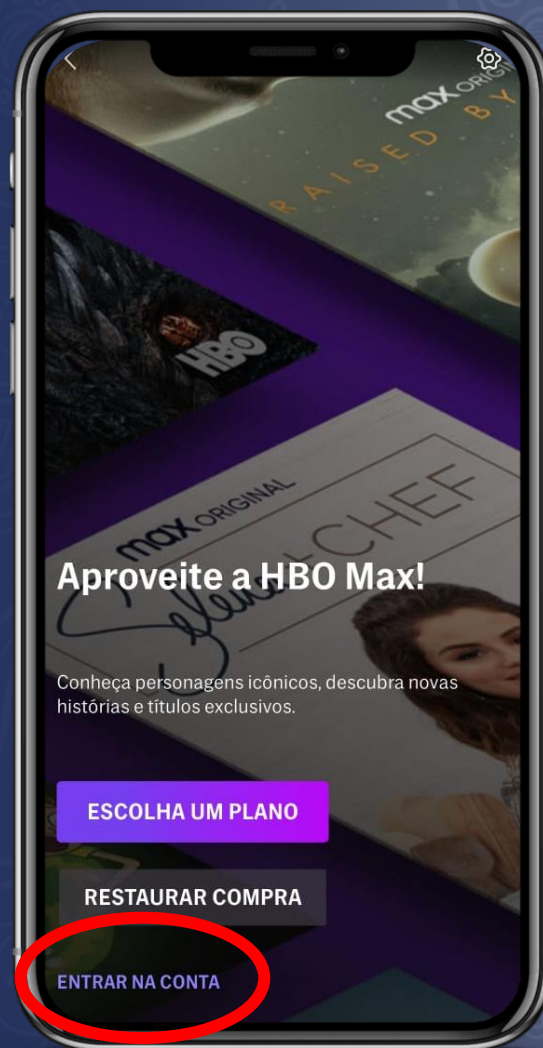 max ORIGIN
RAISED BY
HBO
max ORIGINAL
Selena + CHEF
Aproveite a HBO Max!
Conheça personagens icônicos, descubra novas
histórias e títulos exclusivos.
ESCOLHA UM PLANO
RESTAURAR COMPRA
ENTRAR NA CONTA